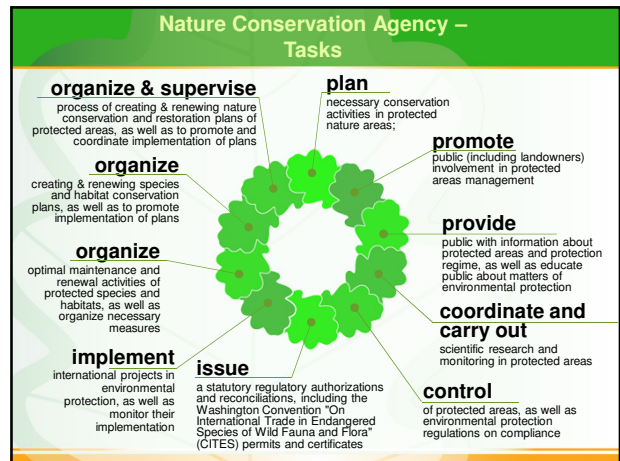 Nature Conservation Agency –
Tasks
organize & supervise
process of creating & renewing nature
conservation and restoration plans of
protected areas, as well as to promote and
coordinate implementation of plans
plan
necessary conservation
activities in protected
nature areas;
promote
public (including landowners)
involvement in protected
areas management
organize
creating & renewing species
and habitat conservation
plans, as well as to promote
implementation of plans
provide
public with information about
protected areas and protection
regime, as well as educate
public about matters of
environmental protection
organize
optimal maintenance and
renewal activities of
protected species and
habitats, as well as
organize necessary
measures
coordinate and
carry out
scientific research and
monitoring in protected areas
implement
international projects in
environmental
protection, as well as
monitor their
implementation
issue
a statutory regulatory authorizations
and reconciliations, including the
Washington Convention "On
International Trade in Endangered
Species of Wild Fauna and Flora"
(CITES) permits and certificates
control
of protected areas, as well as
environmental protection
regulations on compliance